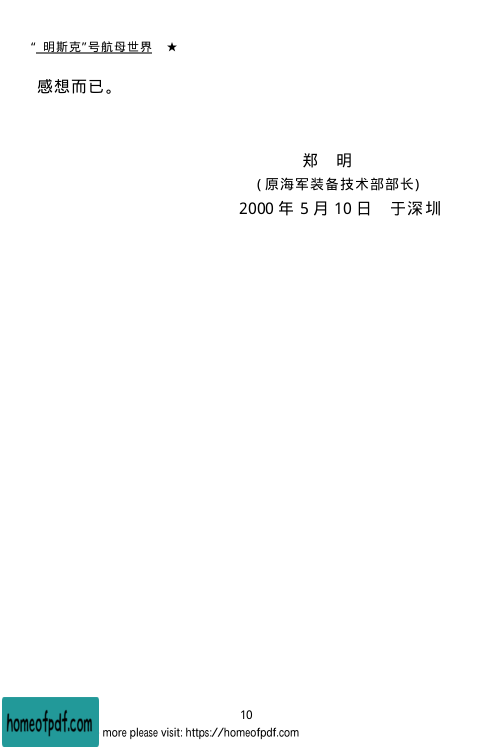 “ 明斯克”号航母世界 ★
感想而已。
郑 明
(原海军装备技术部部长)
2000 年 5 月 10 日 于深圳
10
homeofpdf.com
more please visit: https://homeofpdf.com